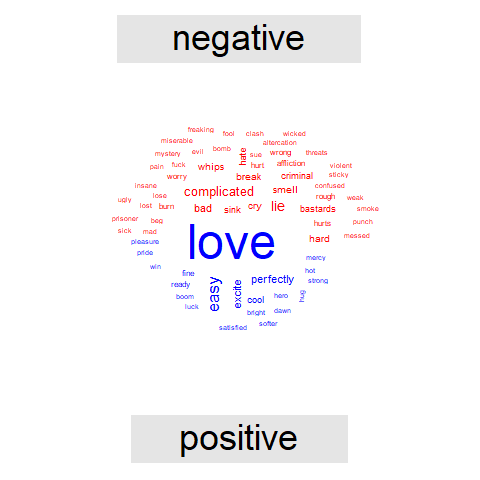 negative
freaking fool clash wicked
miserable altercation
mystery evil bomb hate sue wrong threats
pain fuck whips hurt affliction violent
worry break criminal sticky
insane complicated smell confused
ugly lose rough weak
lost burn bad sink cry lie bastards smoke
prisoner beg hurts punch
sick mad love hard messed
pleasure
pride mercy
win fine hot
ready easy excite perfectly strong
boom cool hero hug
luck bright dawn
satisfied softer
positive